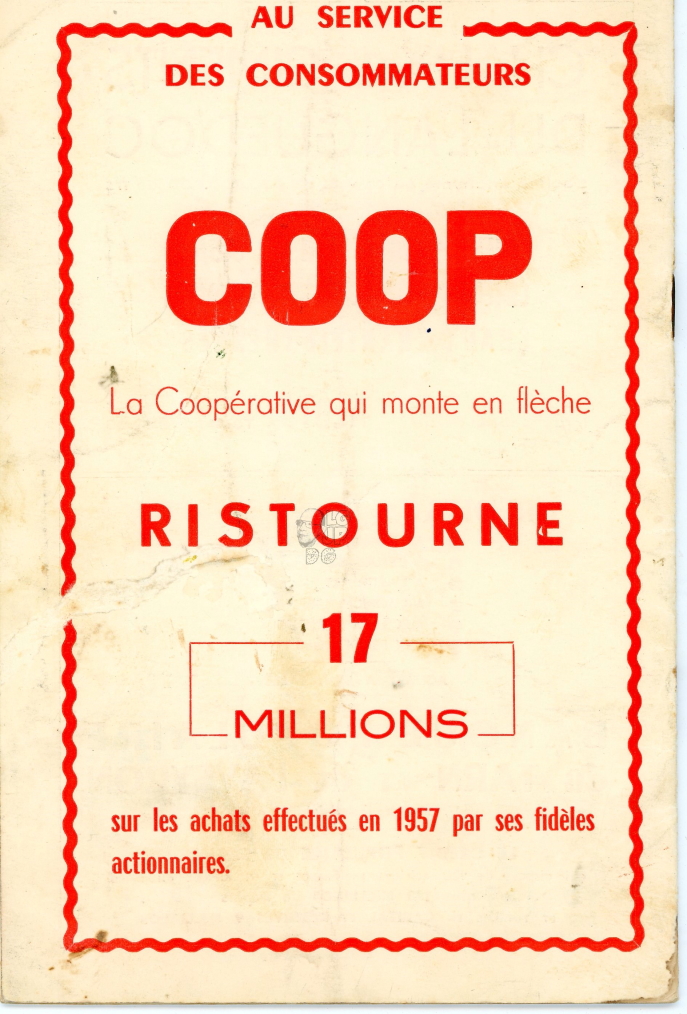 AU SERVICE
DES CONSOMMATEURS
COOP
La Coopérative qui monte en flèche
RISTOURNE
17
MILLIONS
sur les achats effectués en 1957 par ses fidèles
actionnaires.